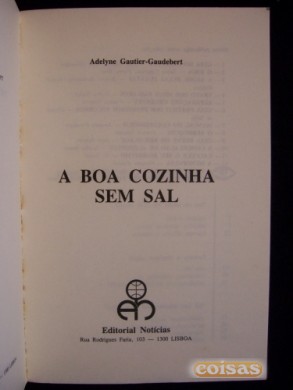 Adelyne Gautier-Gaudebert
A BOA COZINHA
SEM SAL
Editorial Notícias
Rua Rodrigues Faria, 103 — 1300 LISBOA
coisas